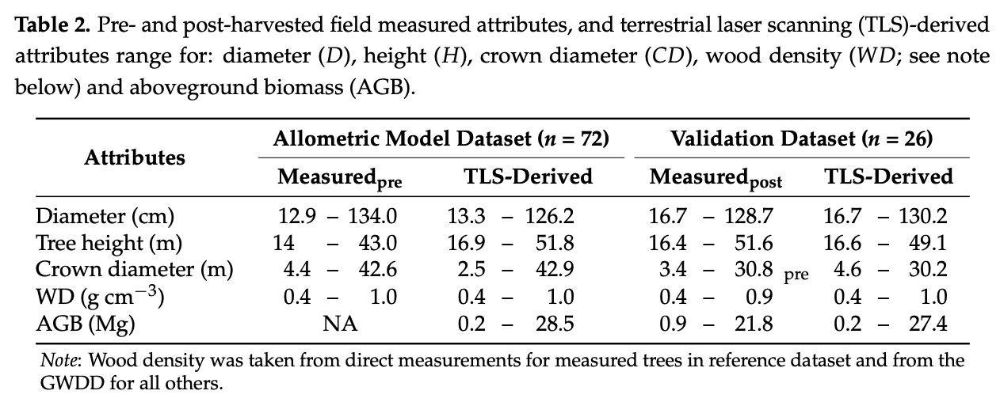 Table 2. Pre- and post-harvested field measured attributes, and terrestrial laser scanning (TLS)-derived
attributes range for: diameter (D), height (H), crown diameter (CD), wood density (WD; see note
below) and aboveground biomass (AGB).
Attributes Allometric Model Dataset (n = 72) Validation Dataset (n = 26)
Measuredpre TLS-Derived Measuredpost TLS-Derived
Diameter (cm) 12.9 – 134.0 13.3 – 126.2 16.7 – 128.7 16.7 – 130.2
Tree height (m) 14 – 43.0 16.9 – 51.8 16.4 – 51.6 16.6 – 49.1
Crown diameter (m) 4.4 – 42.6 2.5 – 42.9 3.4 – 30.8 pre 4.6 – 30.2
WD (g cm−3) 0.4 – 1.0 0.4 – 1.0 0.4 – 0.9 0.4 – 1.0
AGB (Mg) NA 0.2 – 28.5 0.9 – 21.8 0.2 – 27.4
Note: Wood density was taken from direct measurements for measured trees in reference dataset and from the
GWDD for all others.